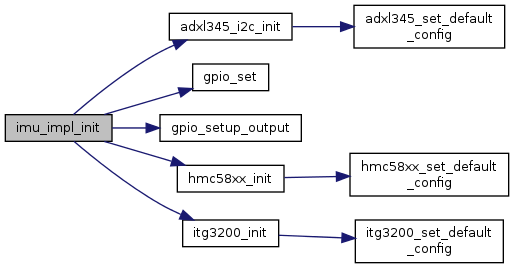 imu_impl_init
adxl345_i2c_init
adxl345_set_default
_config
gpio_set
gpio_setup_output
hmc58xx_init
hmc58xx_set_default
_config
itg3200_init
itg3200_set_default
_config